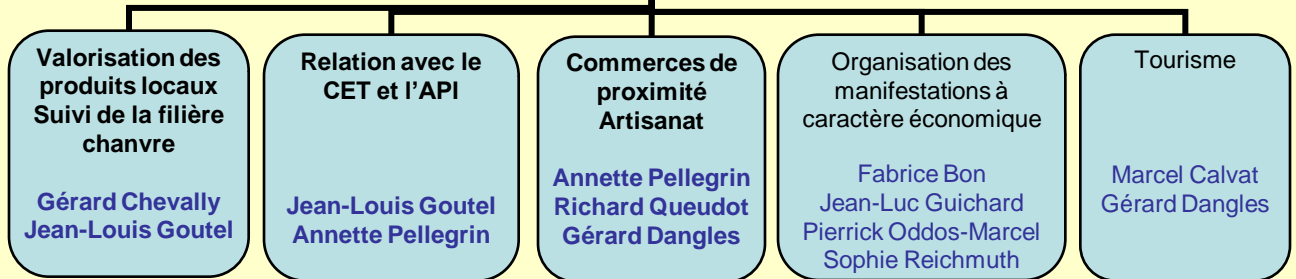 Valorisation des
produits locaux
Suivi de la filière
chanvre
Gérard Chevally
Jean-Louis Goutel
Relation avec le
CET et l'API
Jean-Louis Goutel
Annette Pellegrin
Commerces de
proximité
Artisanat
Annette Pellegrin
Richard Queudot
Gérard Dangles
Organisation des
manifestations à
caractère économique
Fabrice Bon
Jean-Luc Guichard
Pierrick Oddos-Marcel
Sophie Reichmuth
Tourisme
Marcel Calvat
Gérard Dangles